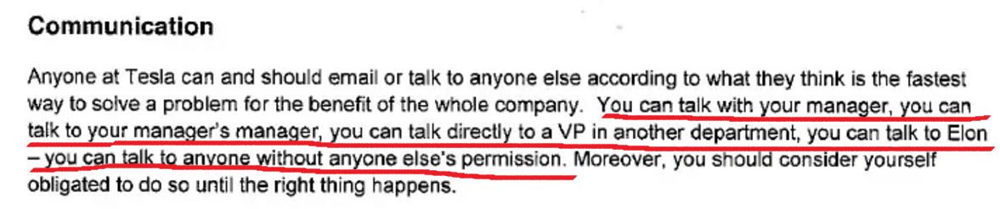 Communication
Anyone at Tesla can and should email or talk to anyone else according to what they think is the fastest
way to solve a problem for the benefit of the whole company. You can talk with your manager, you can
talk to your manager's manager, you can talk directly to a VP in another department, you can talk to Elon
– you can talk to anyone without anyone else's permission. Moreover, you should consider yourself
obligated to do so until the right thing happens.